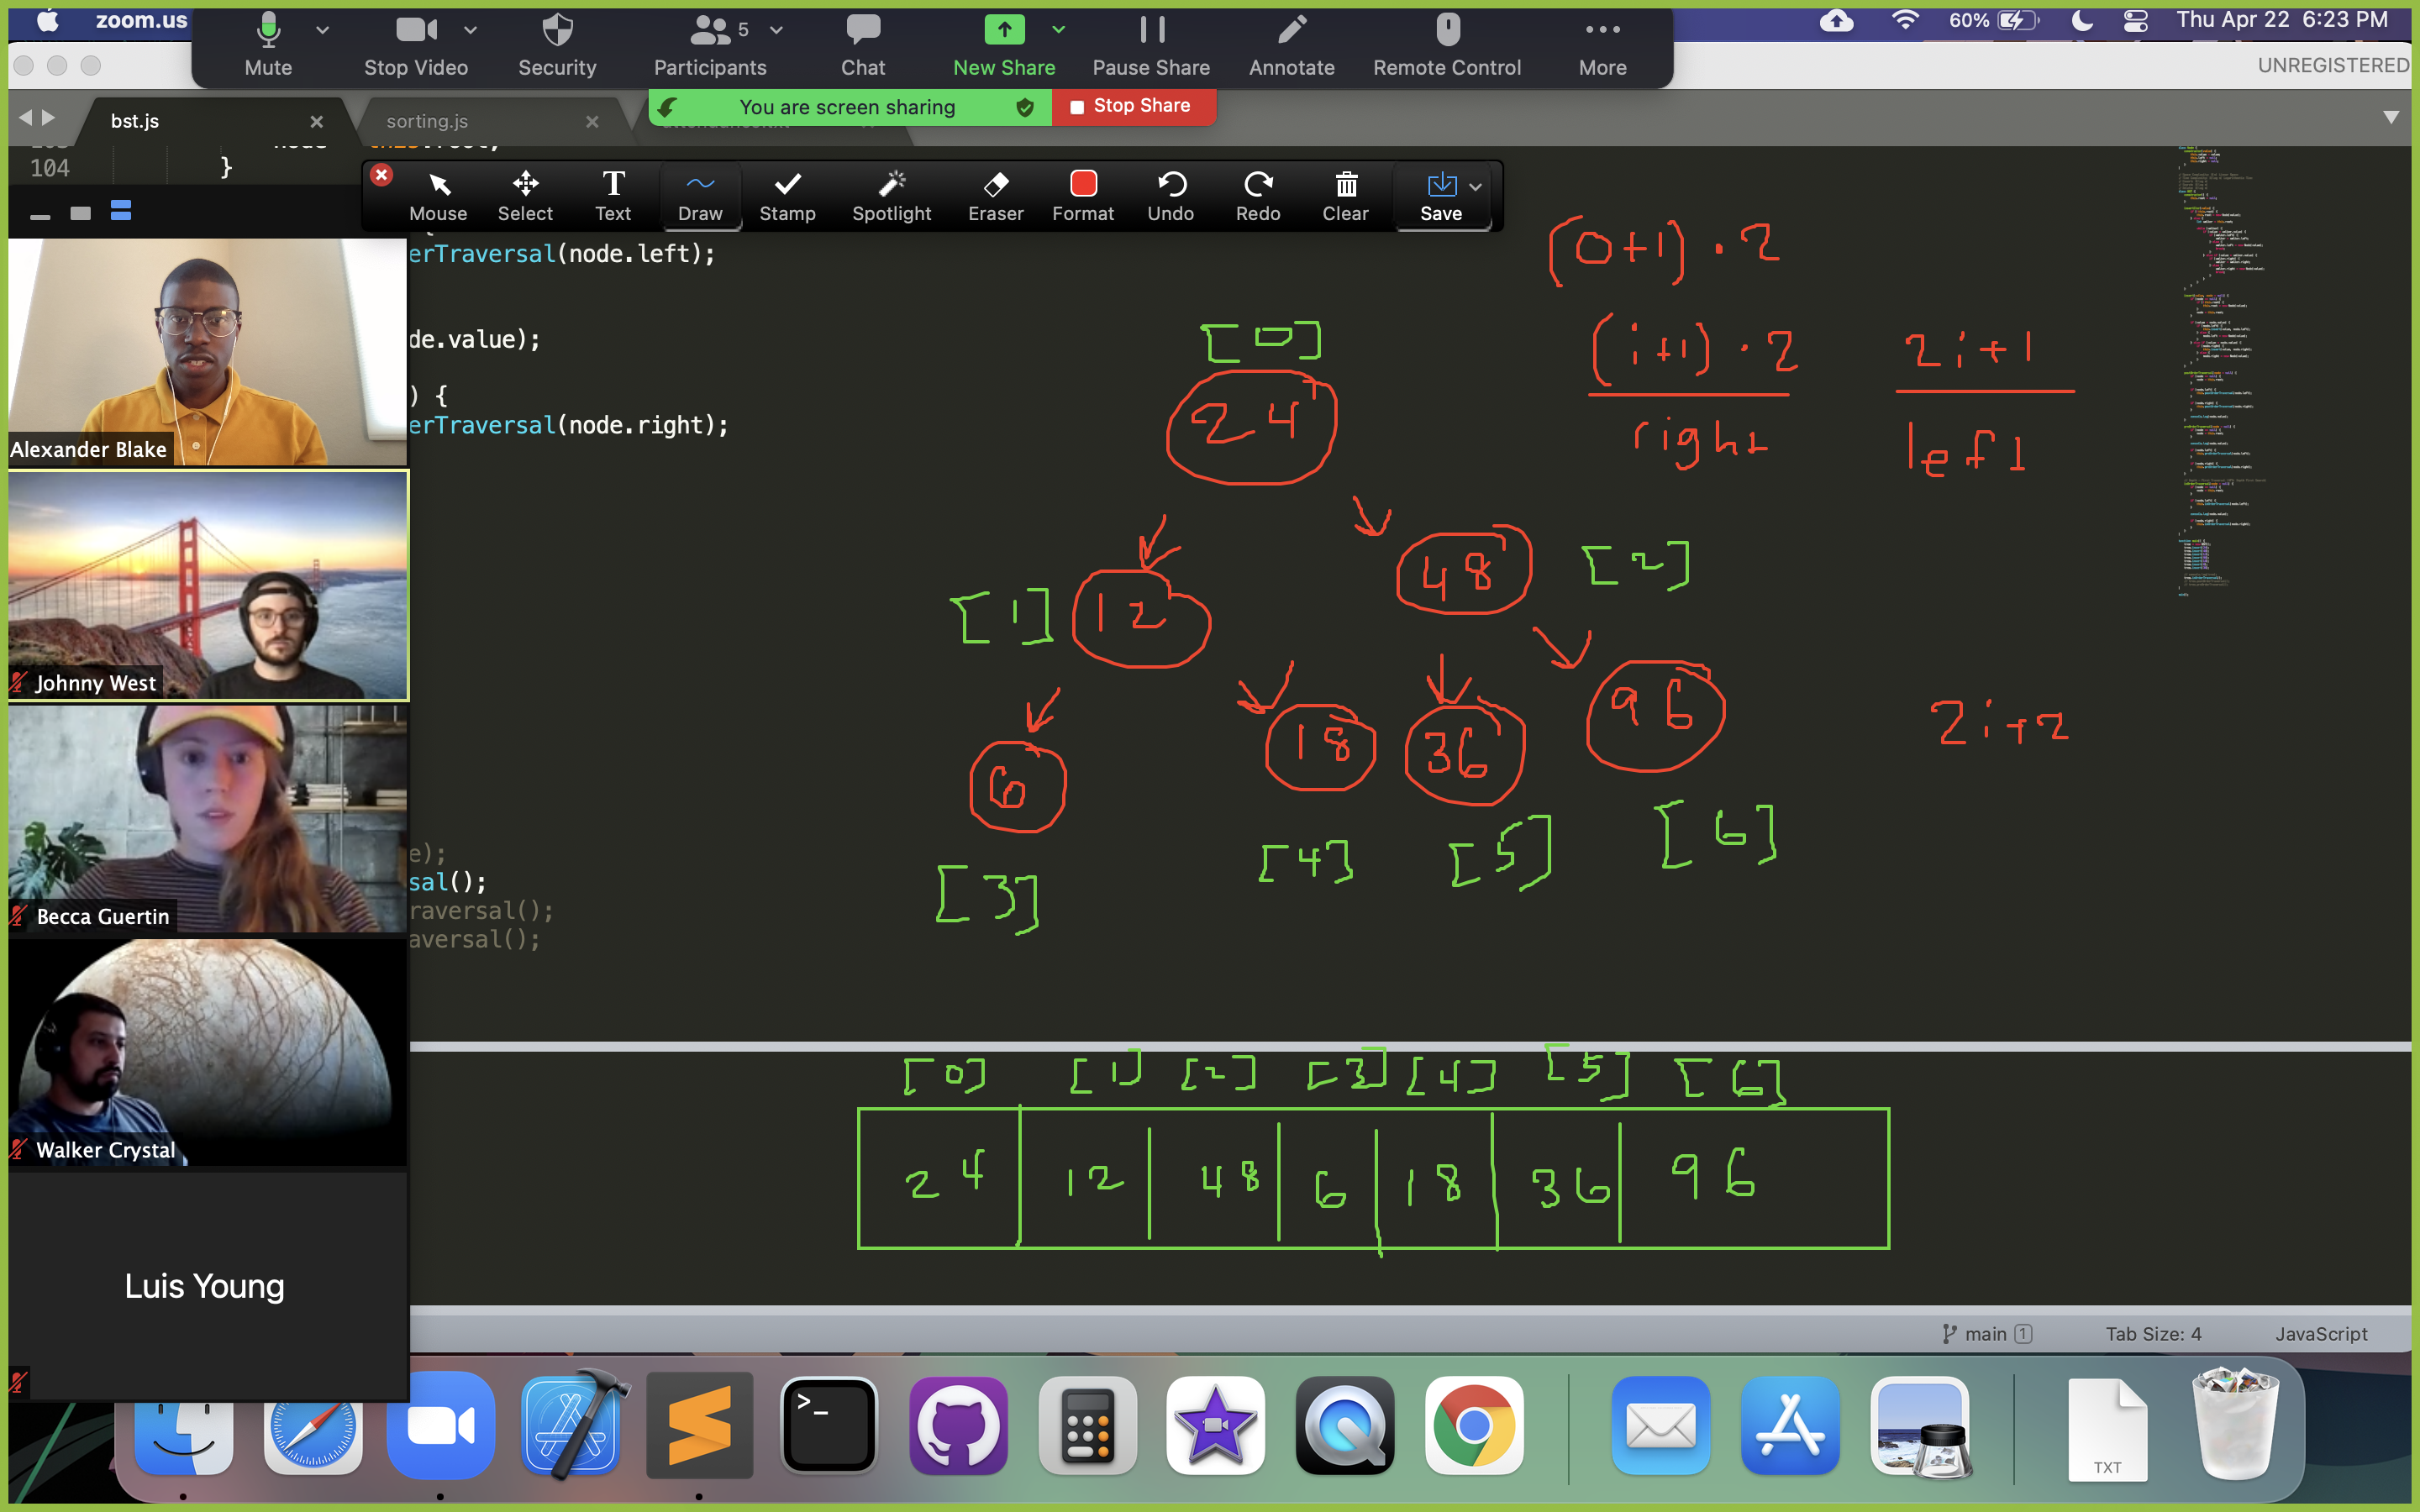 zoom.us
60%
Thu Apr 22 6:23 PM
Mute
Stop Video
Security
5
Participants
Chat
New Share
Pause Share
Annotate
Remote Control
More
UNREGISTERED
You are screen sharing
Stop Share
bst.js
sorting.js
104 }
Mouse
Select
Text
Draw
Stamp
Spotlight
Eraser
Format
Undo
Redo
Clear
Save
erTraversal(node.left);
de.value);
) {
erTraversal(node.right);
e);
sal();
raversal();
aversal();
Alexander Blake
Johnny West
Becca Guertin
Walker Crystal
Luis Young
(0+1) · 2
(i+1) · 2
right
2i+1
left
[0]
24
[1] 12
48 [2]
6
18
36
96
2i+2
[3]
[4]
[5]
[6]
[0] [1] [2] [3] [4] [5] [6]
24 12 48 6 18 36 96
main 1
Tab Size: 4
JavaScript
>_
TXT